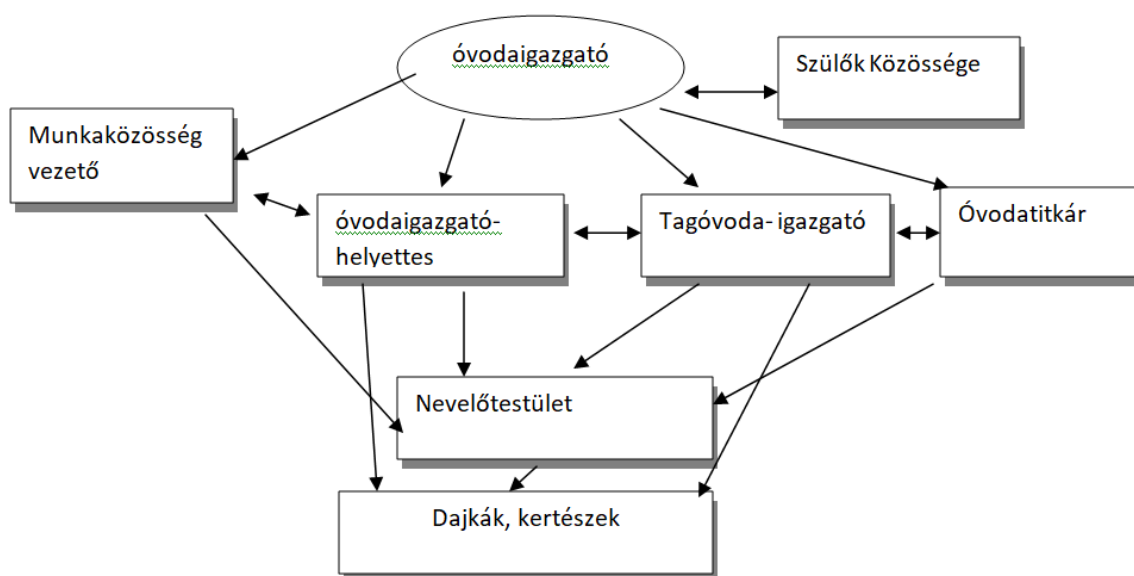 óvodaigazgató
Szülők Közössége
Munkaközösség
vezető
óvodaigazgató-
helyettes
Tagóvoda- igazgató
Óvodatitkár
Nevelőtestület
Dajkák, kertészek